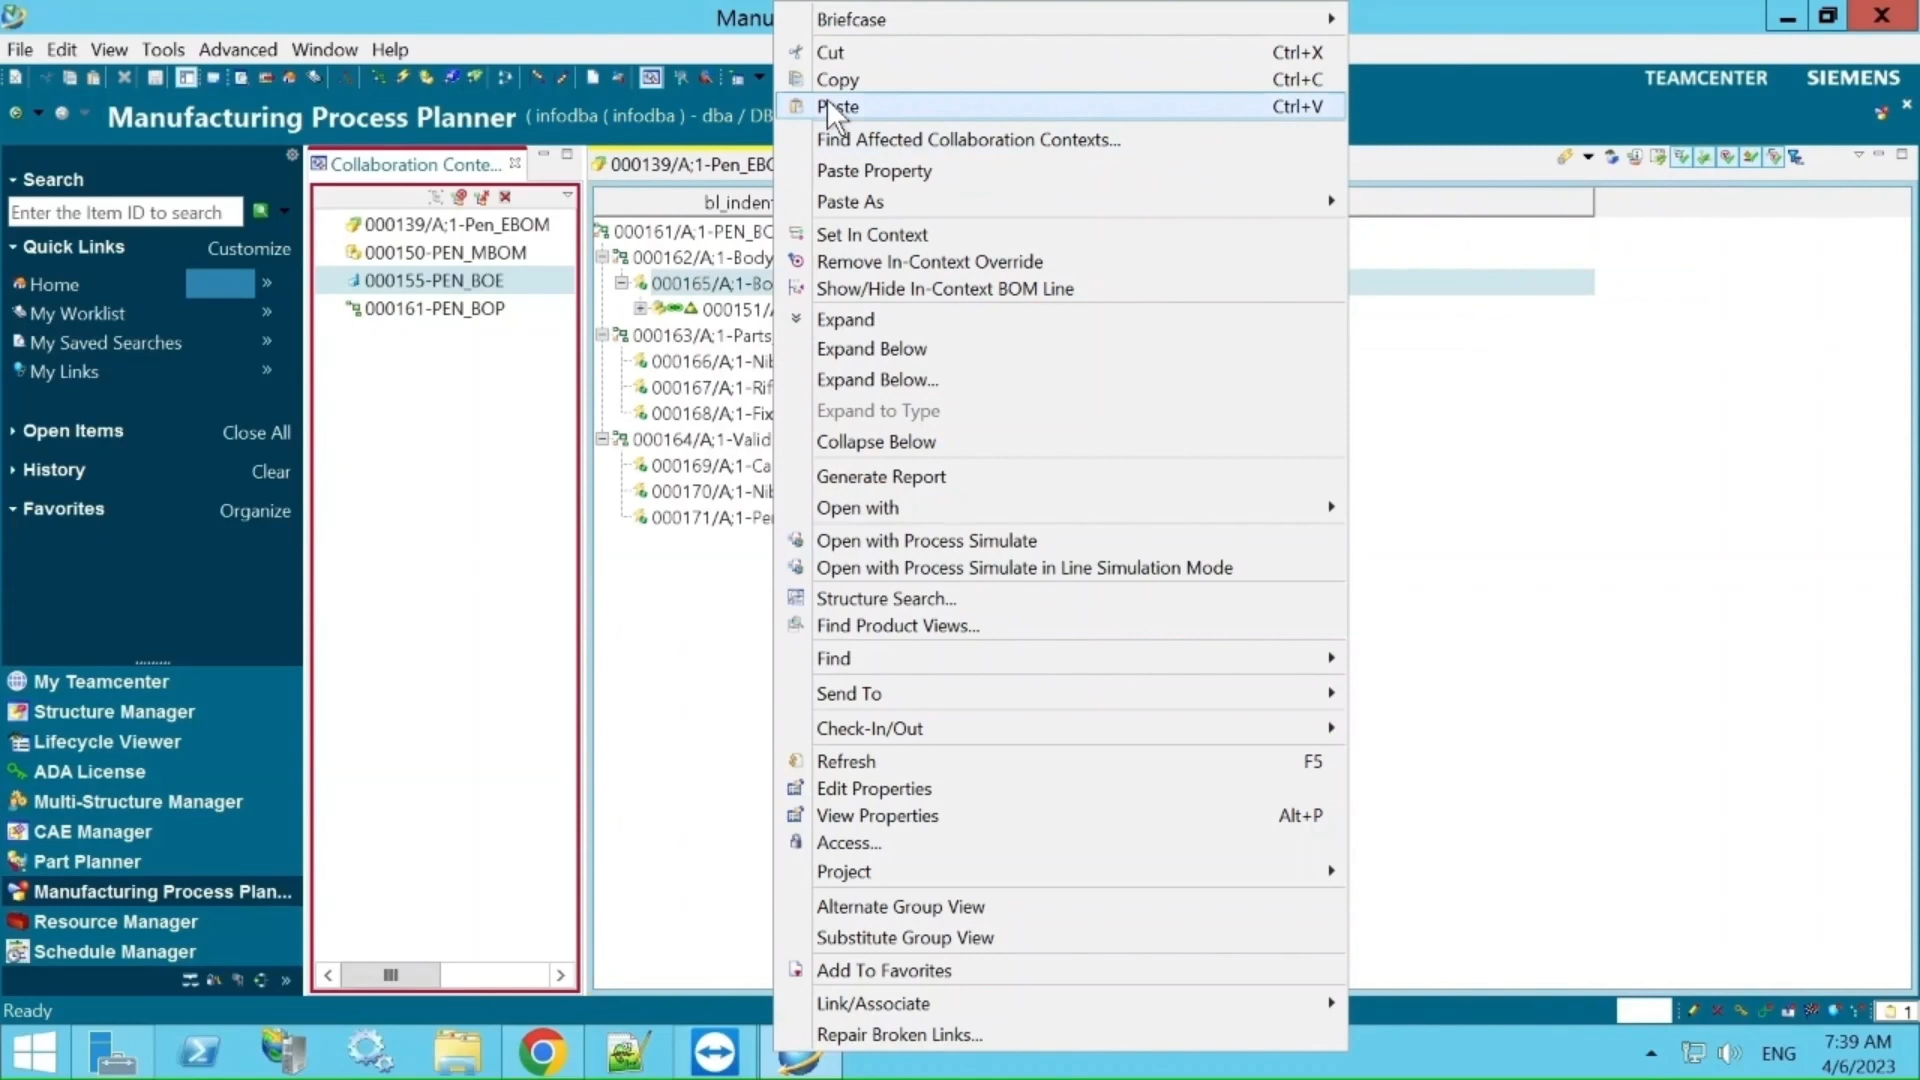 Manu
File Edit View Tools Advanced Window Help
TEAMCENTER SIEMENS
Manufacturing Process Planner ( infodba ( infodba ) - dba / DB
Search
Enter the Item ID to search
Quick Links Customize
Home
My Worklist
My Saved Searches
My Links
Open Items Close All
History Clear
Favorites Organize
My Teamcenter
Structure Manager
Lifecycle Viewer
ADA License
Multi-Structure Manager
CAE Manager
Part Planner
Manufacturing Process Plan...
Resource Manager
Schedule Manager
Ready
Collaboration Conte...
000139/A;1-Pen_EBOM
000150-PEN_MBOM
000155-PEN_BOE
000161-PEN_BOP
000139/A;1-Pen_EBO
bl_inden
000161/A;1-PEN_BO
000162/A;1-Body
000165/A;1-Bo
000151/
000163/A;1-Parts
000166/A;1-Nib
000167/A;1-Rif
000168/A;1-Fix
000164/A;1-Valid
000169/A;1-Ca
000170/A;1-Nib
000171/A;1-Pe
Briefcase
Cut Ctrl+X
Copy Ctrl+C
Paste Ctrl+V
Find Affected Collaboration Contexts...
Paste Property
Paste As
Set In Context
Remove In-Context Override
Show/Hide In-Context BOM Line
Expand
Expand Below
Expand Below...
Expand to Type
Collapse Below
Generate Report
Open with
Open with Process Simulate
Open with Process Simulate in Line Simulation Mode
Structure Search...
Find Product Views...
Find
Send To
Check-In/Out
Refresh F5
Edit Properties
View Properties Alt+P
Access...
Project
Alternate Group View
Substitute Group View
Add To Favorites
Link/Associate
Repair Broken Links...
1
ENG
7:39 AM
4/6/2023